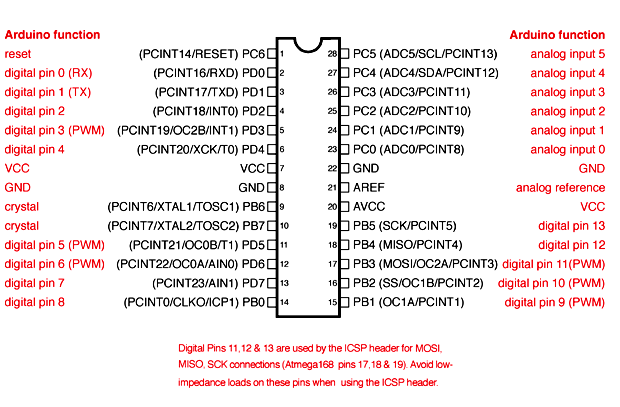 Arduino function Arduino function
reset (PCINT14/RESET) PC6 1 28 PC5 (ADC5/SCL/PCINT13) analog input 5
digital pin 0 (RX) (PCINT16/RXD) PD0 2 27 PC4 (ADC4/SDA/PCINT12) analog input 4
digital pin 1 (TX) (PCINT17/TXD) PD1 3 26 PC3 (ADC3/PCINT11) analog input 3
digital pin 2 (PCINT18/INT0) PD2 4 25 PC2 (ADC2/PCINT10) analog input 2
digital pin 3 (PWM) (PCINT19/OC2B/INT1) PD3 5 24 PC1 (ADC1/PCINT9) analog input 1
digital pin 4 (PCINT20/XCK/T0) PD4 6 23 PC0 (ADC0/PCINT8) analog input 0
VCC VCC 7 22 GND GND
GND GND 8 21 AREF analog reference
crystal (PCINT6/XTAL1/TOSC1) PB6 9 20 AVCC VCC
crystal (PCINT7/XTAL2/TOSC2) PB7 10 19 PB5 (SCK/PCINT5) digital pin 13
digital pin 5 (PWM) (PCINT21/OC0B/T1) PD5 11 18 PB4 (MISO/PCINT4) digital pin 12
digital pin 6 (PWM) (PCINT22/OC0A/AIN0) PD6 12 17 PB3 (MOSI/OC2A/PCINT3) digital pin 11(PWM)
digital pin 7 (PCINT23/AIN1) PD7 13 16 PB2 (SS/OC1B/PCINT2) digital pin 10 (PWM)
digital pin 8 (PCINT0/CLKO/ICP1) PB0 14 15 PB1 (OC1A/PCINT1) digital pin 9 (PWM)
Digital Pins 11,12 & 13 are used by the ICSP header for MOSI,
MISO, SCK connections (Atmega168 pins 17,18 & 19). Avoid low-
impedance loads on these pins when using the ICSP header.